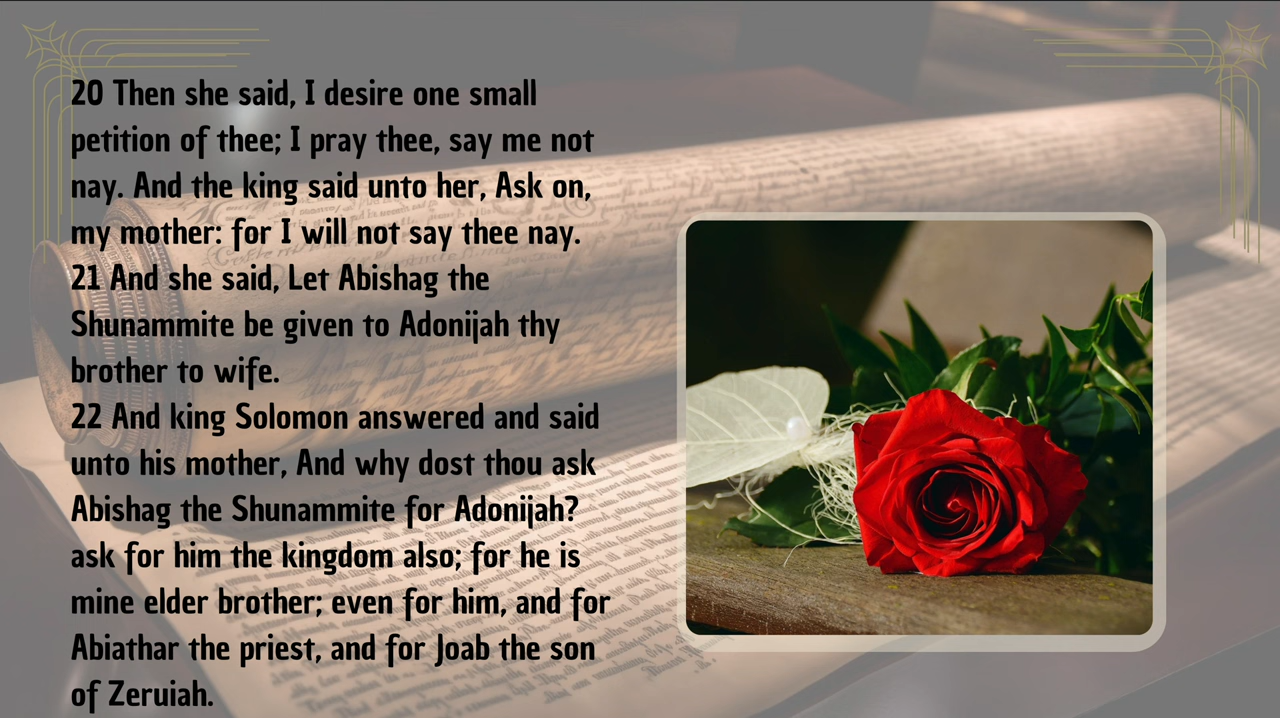 20 Then she said, I desire one small
petition of thee; I pray thee, say me not
nay. And the king said unto her, Ask on,
my mother: for I will not say thee nay.
21 And she said, Let Abishag the
Shunammite be given to Adonijah thy
brother to wife.
22 And king Solomon answered and said
unto his mother, And why dost thou ask
Abishag the Shunammite for Adonijah?
ask for him the kingdom also; for he is
mine elder brother; even for him, and for
Abiathar the priest, and for Joab the son
of Zeruiah.